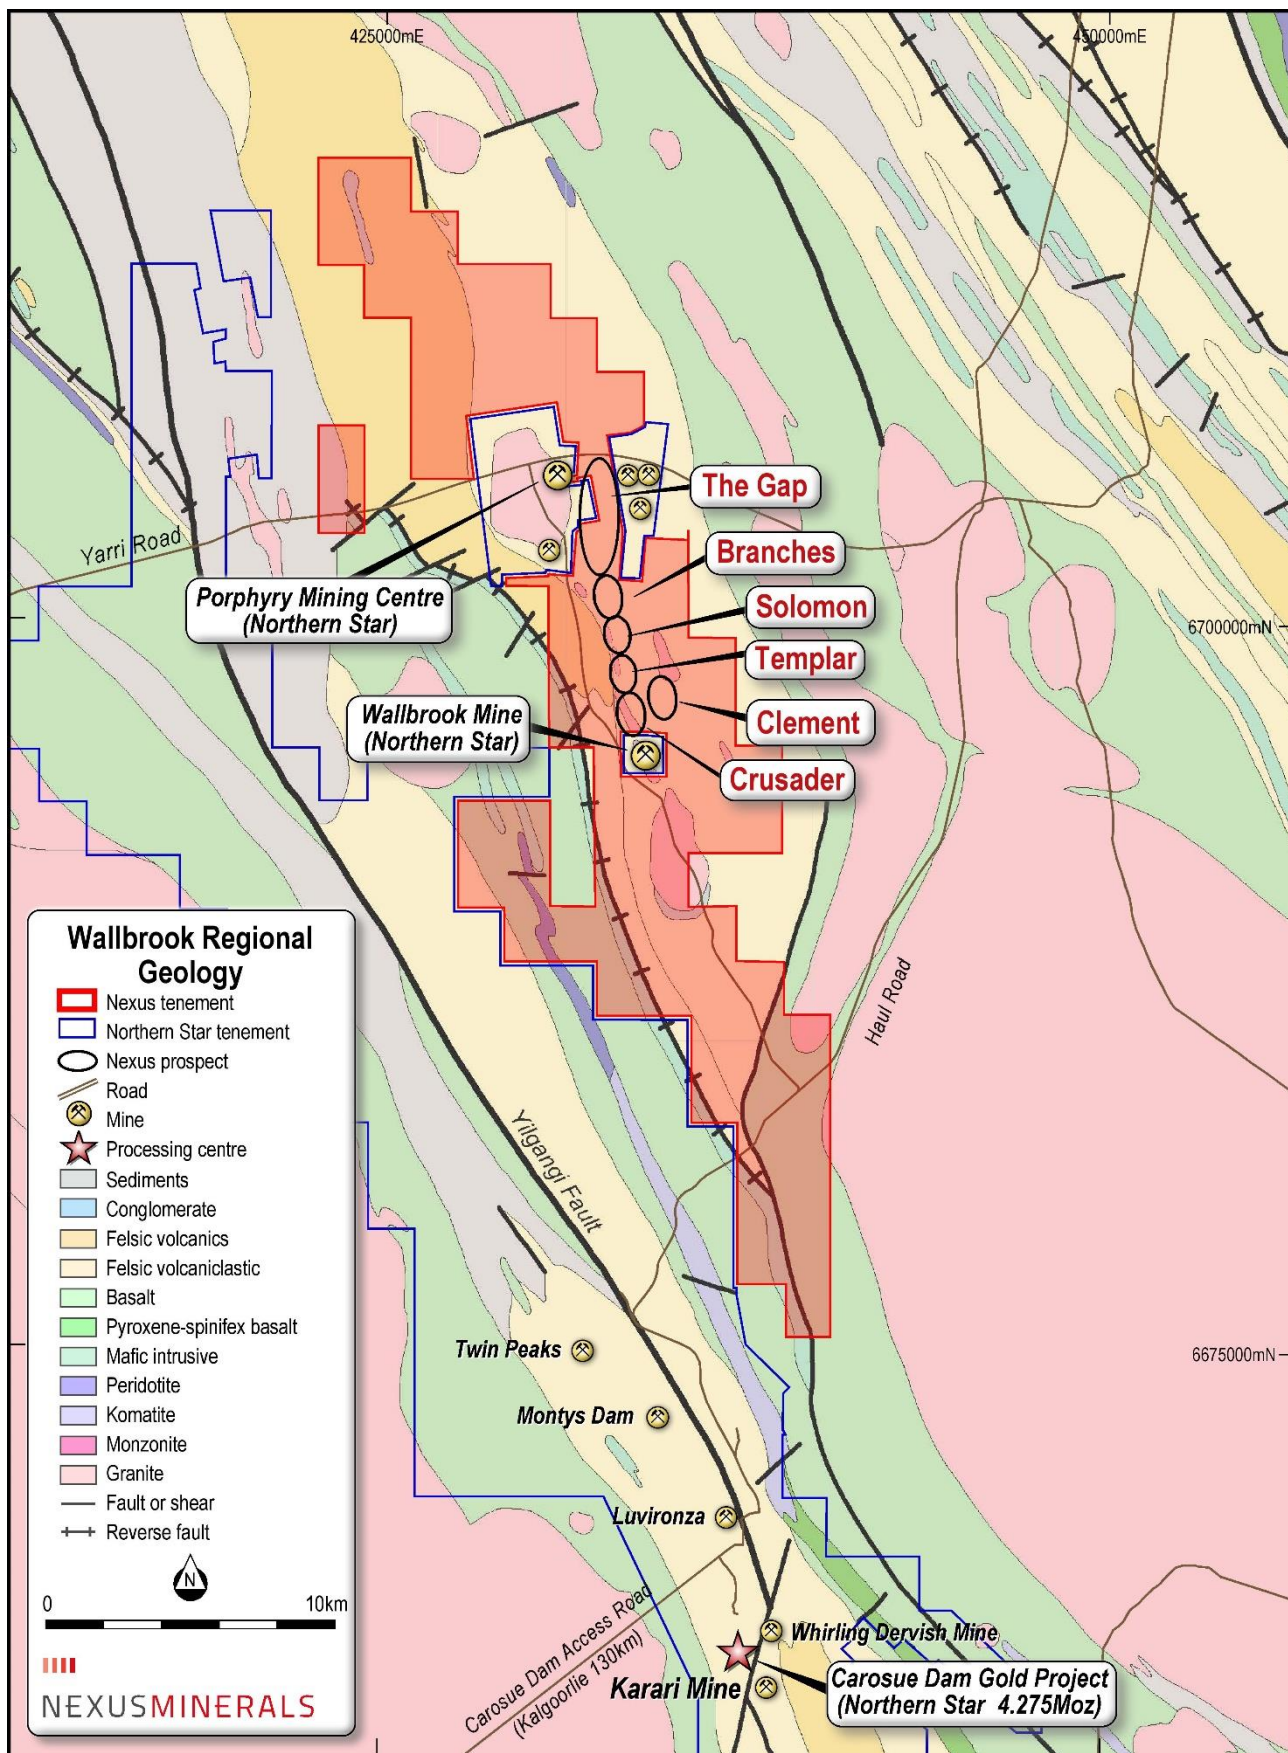 425000mE
450000mE
The Gap
Branches
Yarri Road
Porphyry Mining Centre
(Northern Star)
Solomon
6700000mN
Templar
Wallbrook Mine
(Northern Star)
Clement
Crusader
Haul Road
Yilgangi Fault
Wallbrook Regional
Geology
Nexus tenement
Northern Star tenement
Nexus prospect
Road
Mine
Processing centre
Sediments
Conglomerate
Felsic volcanics
Felsic volcaniclastic
Basalt
Pyroxene-spinifex basalt
Mafic intrusive
Peridotite
Komatite
Monzonite
Granite
Fault or shear
Reverse fault
N
0 10km
NEXUSMINERALS
Twin Peaks
6675000mN
Montys Dam
Luvironza
Carosue Dam Access Road
(Kalgoorlie 130km)
Whirling Dervish Mine
Karari Mine
Carosue Dam Gold Project
(Northern Star 4.275Moz)